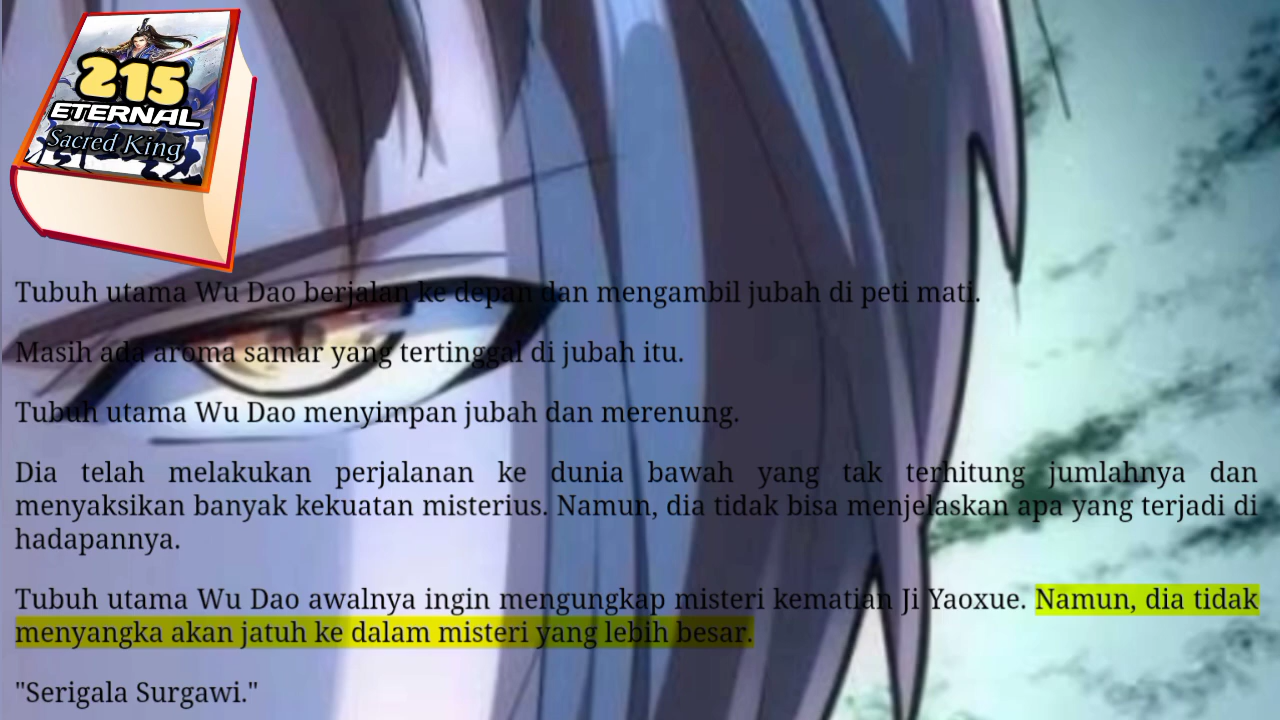 215
ETERNAL
Sacred King
Tubuh utama Wu Dao berjalan ke depan dan mengambil jubah di peti mati.
Masih ada aroma samar yang tertinggal di jubah itu.
Tubuh utama Wu Dao menyimpan jubah dan merenung.
Dia telah melakukan perjalanan ke dunia bawah yang tak terhitung jumlahnya dan
menyaksikan banyak kekuatan misterius. Namun, dia tidak bisa menjelaskan apa yang terjadi di
hadapannya.
Tubuh utama Wu Dao awalnya ingin mengungkap misteri kematian Ji Yaoxue. Namun, dia tidak
menyangka akan jatuh ke dalam misteri yang lebih besar.
"Serigala Surgawi."